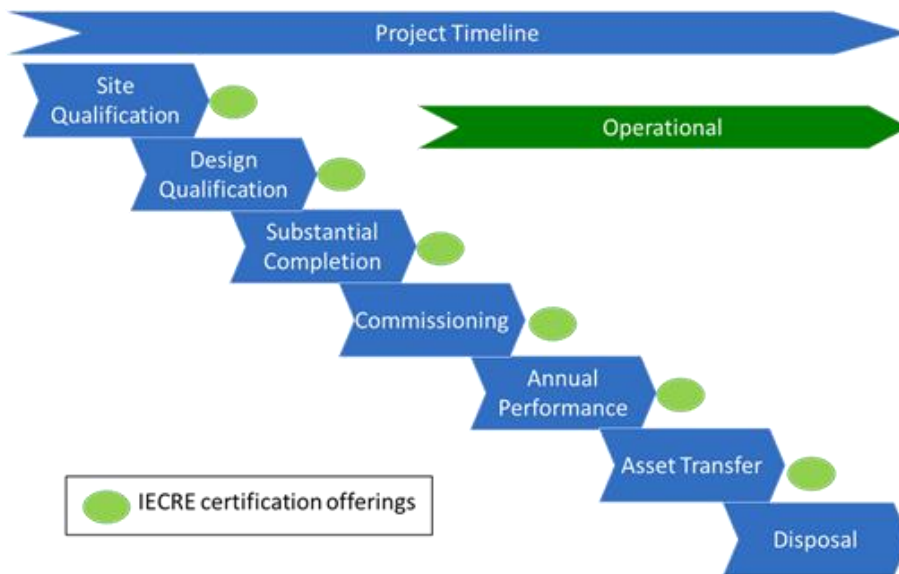 Project Timeline
Site
Qualification
Operational
Design
Qualification
Substantial
Completion
Commissioning
Annual
Performance
Asset Transfer
IECRE certification offerings
Disposal